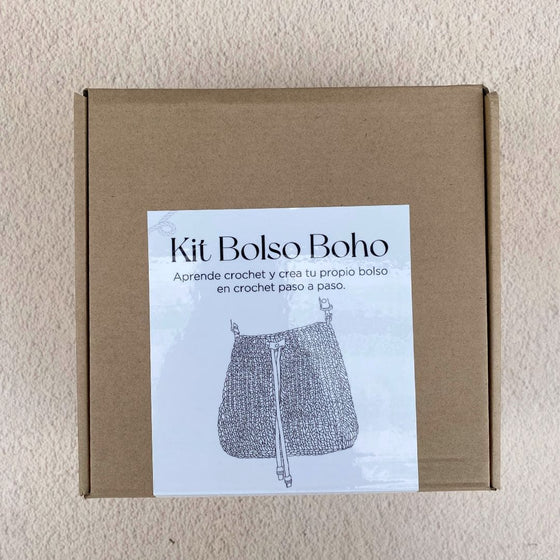 Kit Bolso Boho
Aprende crochet y crea tu propio bolso
en crochet paso a paso.